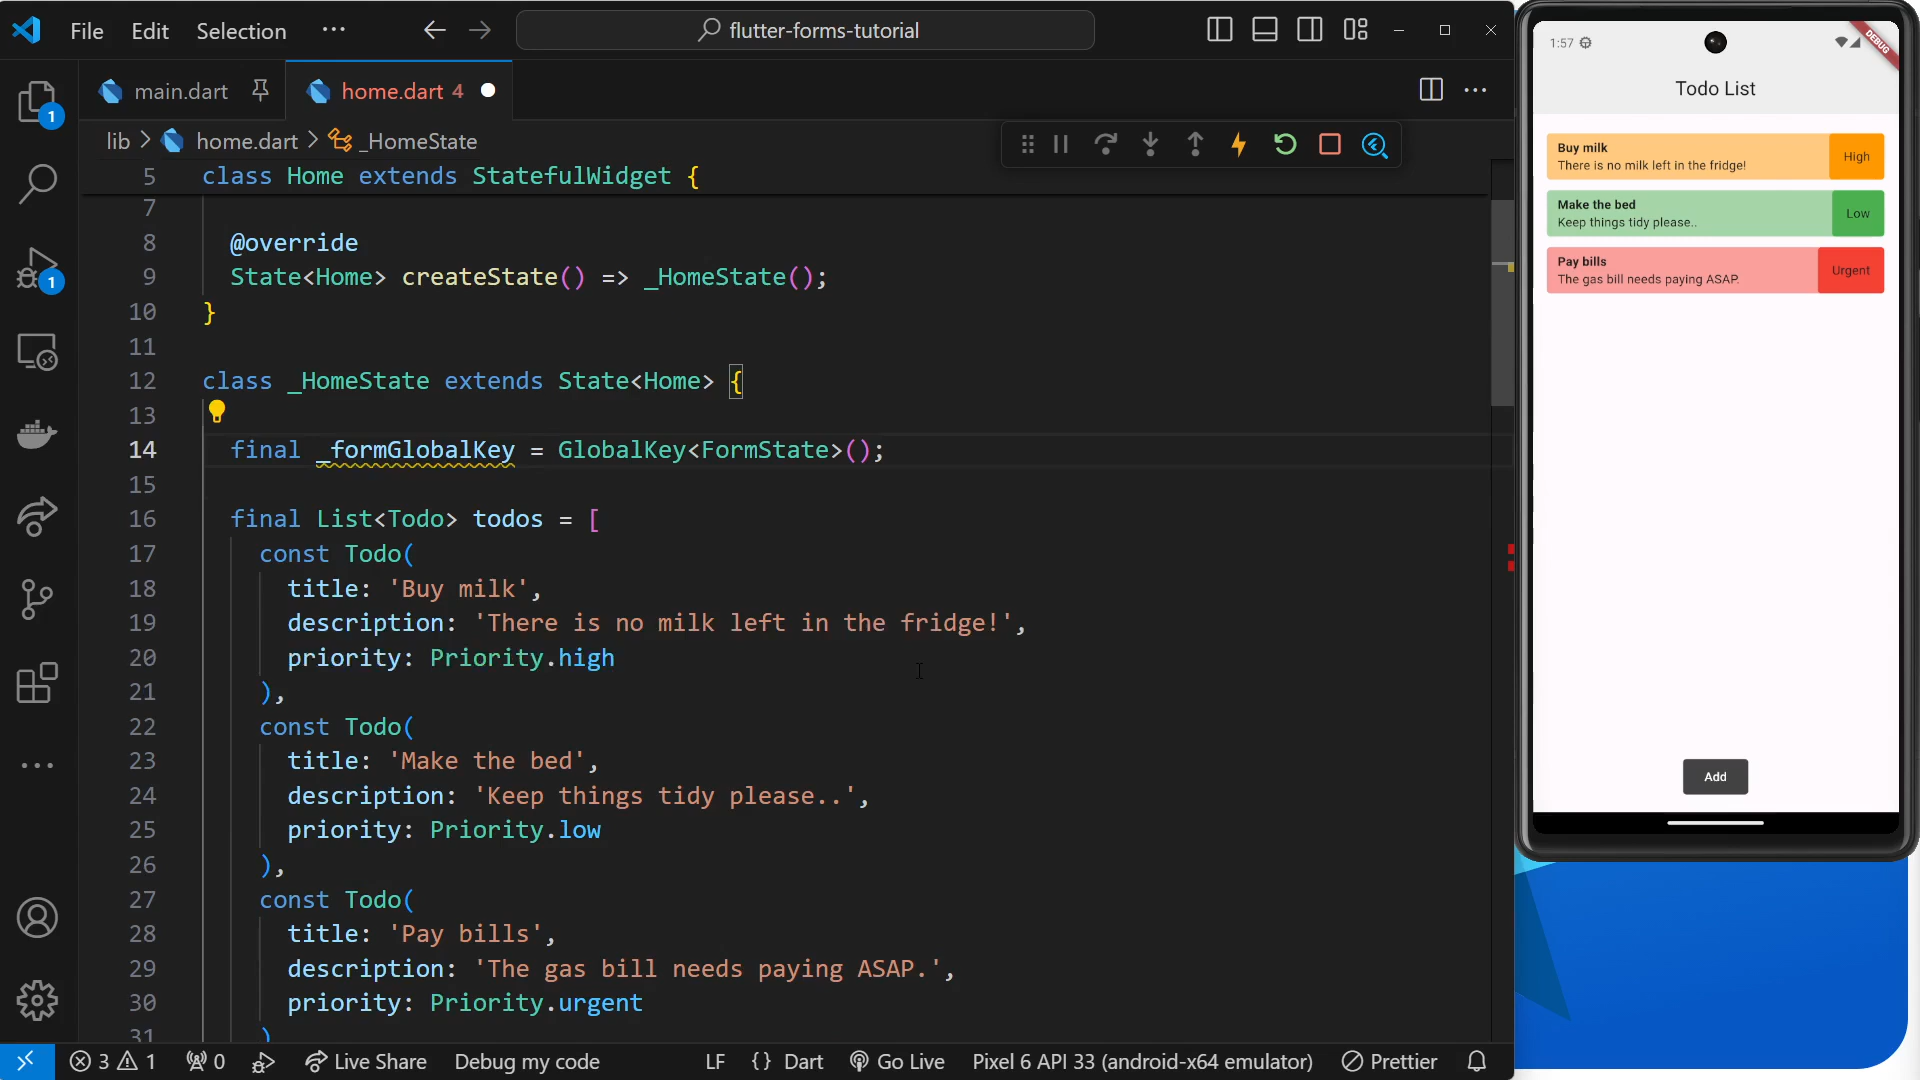 File Edit Selection ··· flutter-forms-tutorial
main.dart home.dart 4
lib > home.dart > _HomeState
1
1
5 class Home extends StatefulWidget {
7
8 @override
9 State<Home> createState() => _HomeState();
10 }
11
12 class _HomeState extends State<Home> {
13
14 final _formGlobalKey = GlobalKey<FormState>();
15
16 final List<Todo> todos = [
17 const Todo(
18 title: 'Buy milk',
19 description: 'There is no milk left in the fridge!',
20 priority: Priority.high
21 ),
22 const Todo(
23 title: 'Make the bed',
24 description: 'Keep things tidy please..',
25 priority: Priority.low
26 ),
27 const Todo(
28 title: 'Pay bills',
29 description: 'The gas bill needs paying ASAP.',
30 priority: Priority.urgent
31 )
3 1 0 Live Share Debug my code LF {} Dart Go Live Pixel 6 API 33 (android-x64 emulator) Prettier
1:57
DEBUG
Todo List
Buy milk
There is no milk left in the fridge!
High
Make the bed
Keep things tidy please..
Low
Pay bills
The gas bill needs paying ASAP.
Urgent
Add